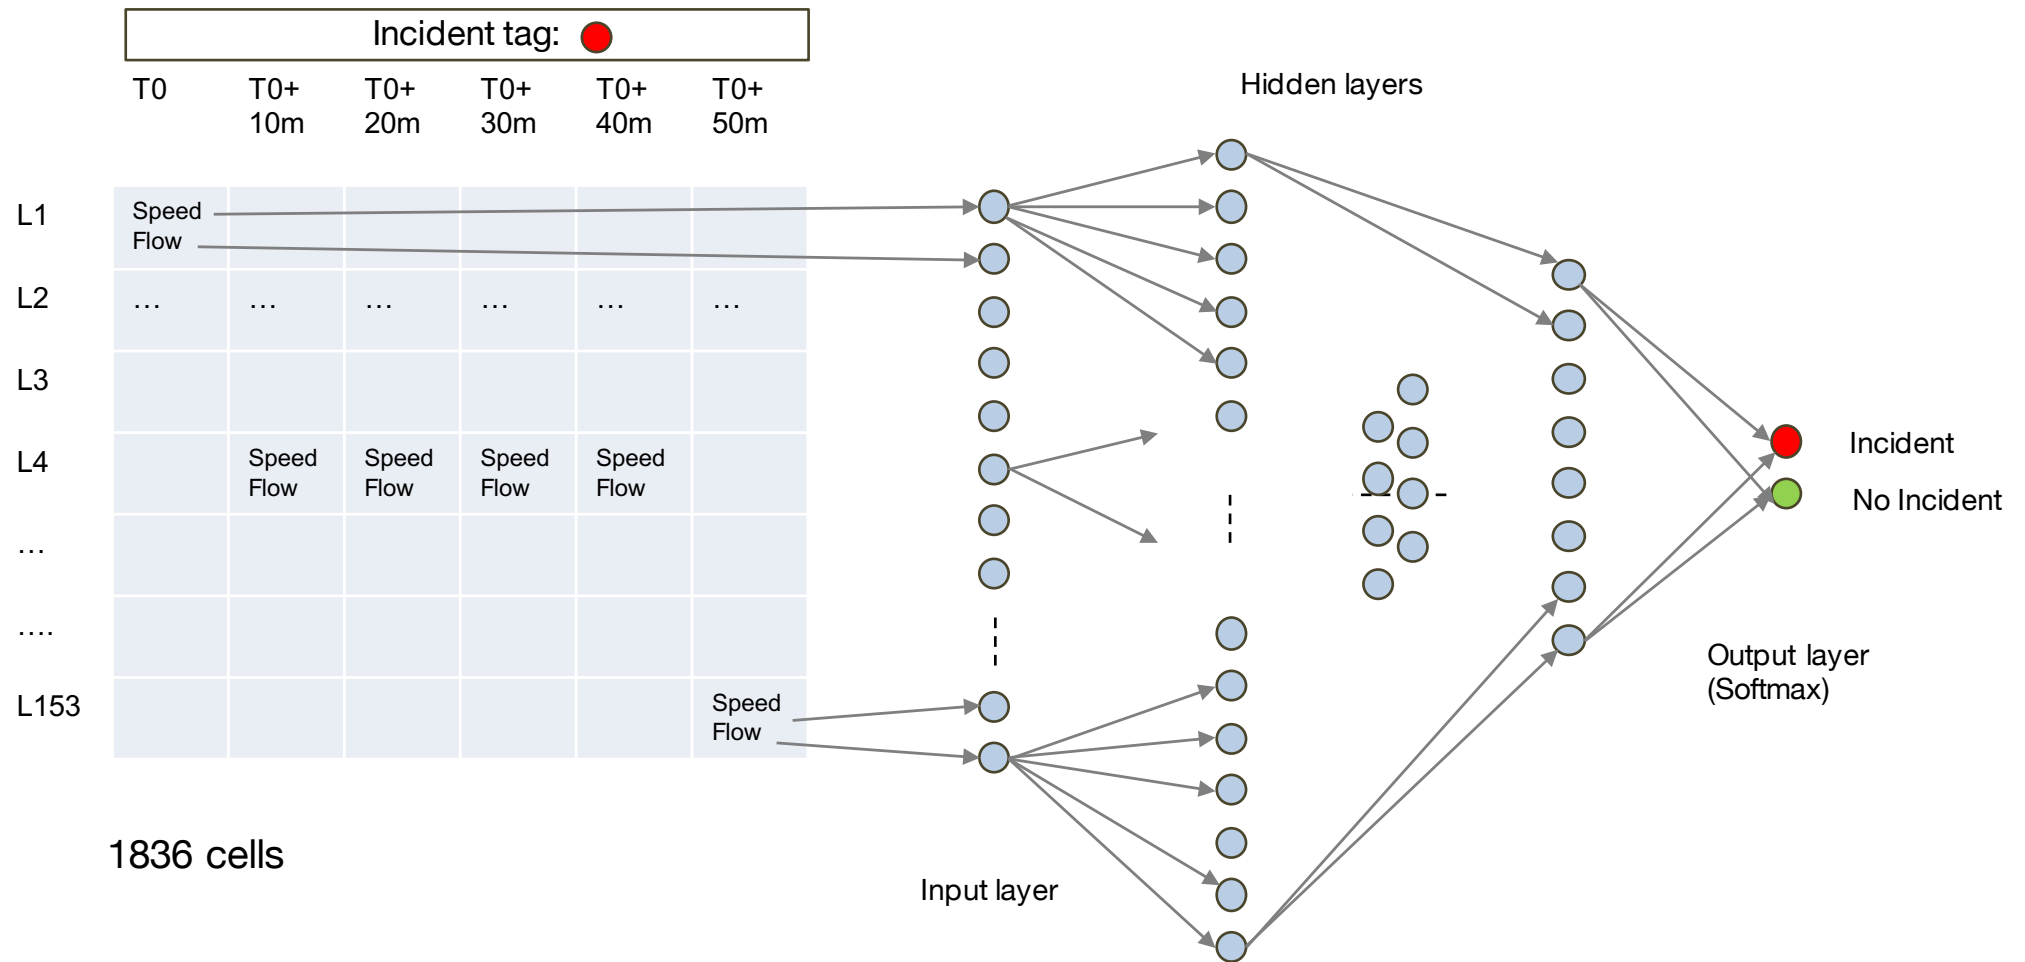 Incident tag:
T0 T0+ T0+ T0+ T0+ T0+
10m 20m 30m 40m 50m
Hidden layers
L1
Speed
Flow
L2
… … … … … …
L3
L4
Speed Speed Speed Speed
Flow Flow Flow Flow
Incident
No Incident
…
….
Output layer
(Softmax)
L153
Speed
Flow
1836 cells
Input layer